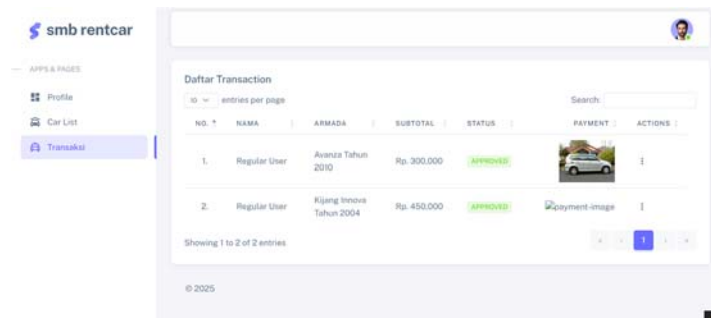 smb rentcar
APPS & PAGES
Profile
Car List
Transaksi
Daftar Transaction
10 entries per page
Search:
NO. NAMA ARMADA SUBTOTAL STATUS PAYMENT ACTIONS
1. Regular User Avanza Tahun 2010 Rp. 300,000 APPROVED
2. Regular User Kijang Innova Tahun 2004 Rp. 450,000 APPROVED payment-image
Showing 1 to 2 of 2 entries
« ‹ 1 › »
© 2025